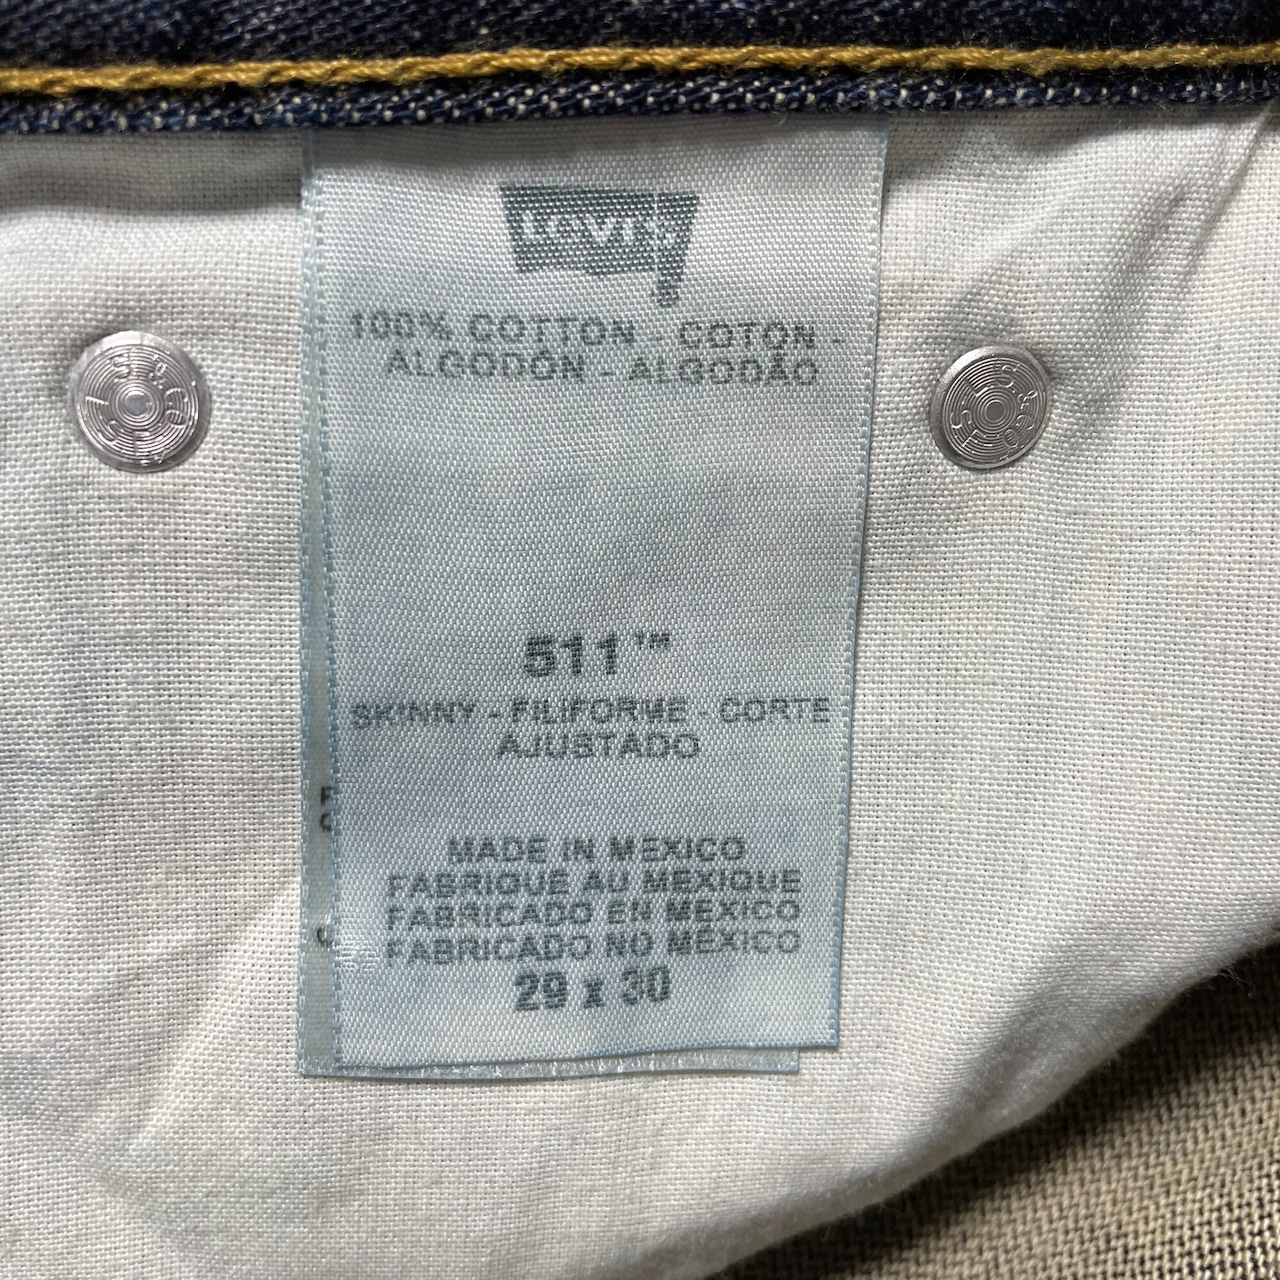 Levi's
®
100% COTTON - COTON -
ALGODÓN - ALGODÃO
511™
SKINNY - FILIFORME - CORTE
AJUSTADO
MADE IN MEXICO
FABRIQUE AU MEXIQUE
FABRICADO EN MEXICO
FABRICADO NO MÉXICO
29 x 30